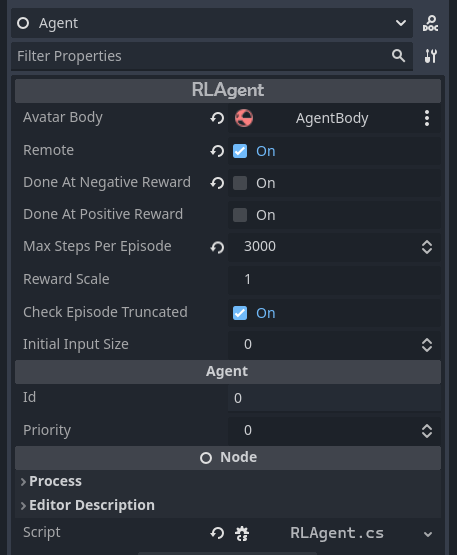 Agent
DOC
Filter Properties
RLAgent
Avatar Body AgentBody
Remote On
Done At Negative Reward On
Done At Positive Reward On
Max Steps Per Episode 3000
Reward Scale 1
Check Episode Truncated On
Initial Input Size 0
Agent
Id 0
Priority 0
Node
Process
Editor Description
Script RLAgent.cs